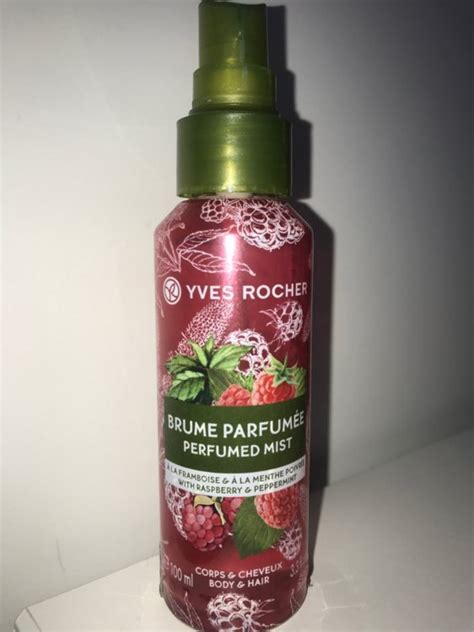 YVES ROCHER
BRUME PARFUMÉE
PERFUMED MIST
À LA FRAMBOISE & À LA MENTHE POIVRÉE
WITH RASPBERRY & PEPPERMINT
100 ml
CORPS & CHEVEUX
BODY & HAIR